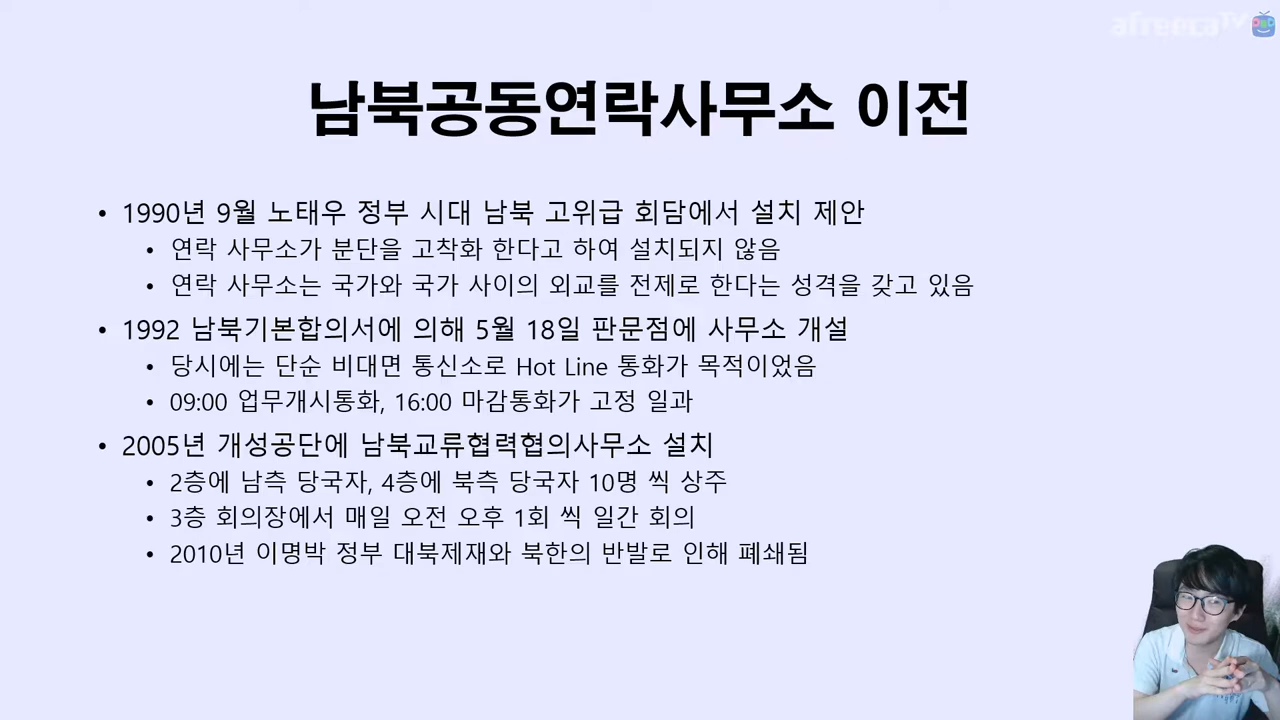 afreecaTV
남북공동연락사무소 이전
• 1990년 9월 노태우 정부 시대 남북 고위급 회담에서 설치 제안
• 연락 사무소가 분단을 고착화 한다고 하여 설치되지 않음
• 연락 사무소는 국가와 국가 사이의 외교를 전제로 한다는 성격을 갖고 있음
• 1992 남북기본합의서에 의해 5월 18일 판문점에 사무소 개설
• 당시에는 단순 비대면 통신소로 Hot Line 통화가 목적이었음
• 09:00 업무개시통화, 16:00 마감통화가 고정 일과
• 2005년 개성공단에 남북교류협력협의사무소 설치
• 2층에 남측 당국자, 4층에 북측 당국자 10명 씩 상주
• 3층 회의장에서 매일 오전 오후 1회 씩 일간 회의
• 2010년 이명박 정부 대북제재와 북한의 반발로 인해 폐쇄됨